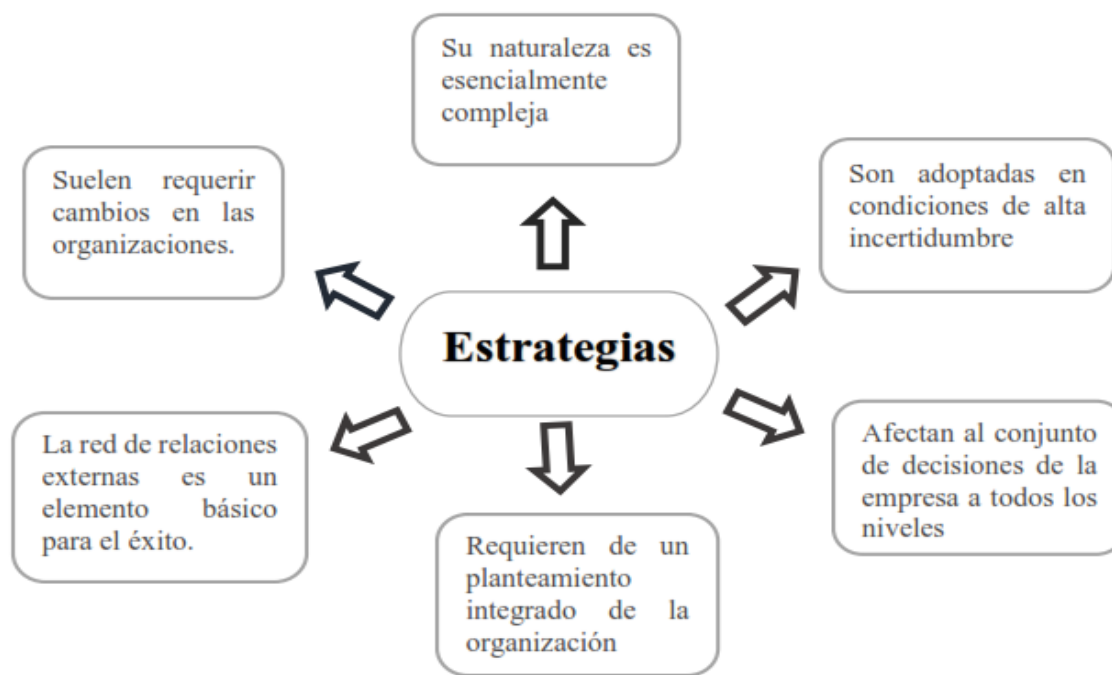 Su naturaleza es
esencialmente
compleja
Suelen requerir
cambios en las
organizaciones.
Son adoptadas en
condiciones de alta
incertidumbre
Estrategias
La red de relaciones
externas es un
elemento básico
para el éxito.
Afectan al conjunto
de decisiones de la
empresa a todos los
niveles
Requieren de un
planteamiento
integrado de la
organización